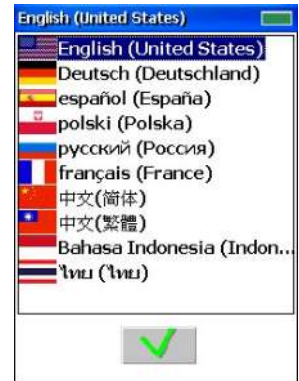 English (United States)
English (United States)
Deutsch (Deutschland)
español (España)
polski (Polska)
русский (Россия)
français (France)
中文(简体)
中文(繁體)
Bahasa Indonesia (Indon...
ไทย (ไทย)